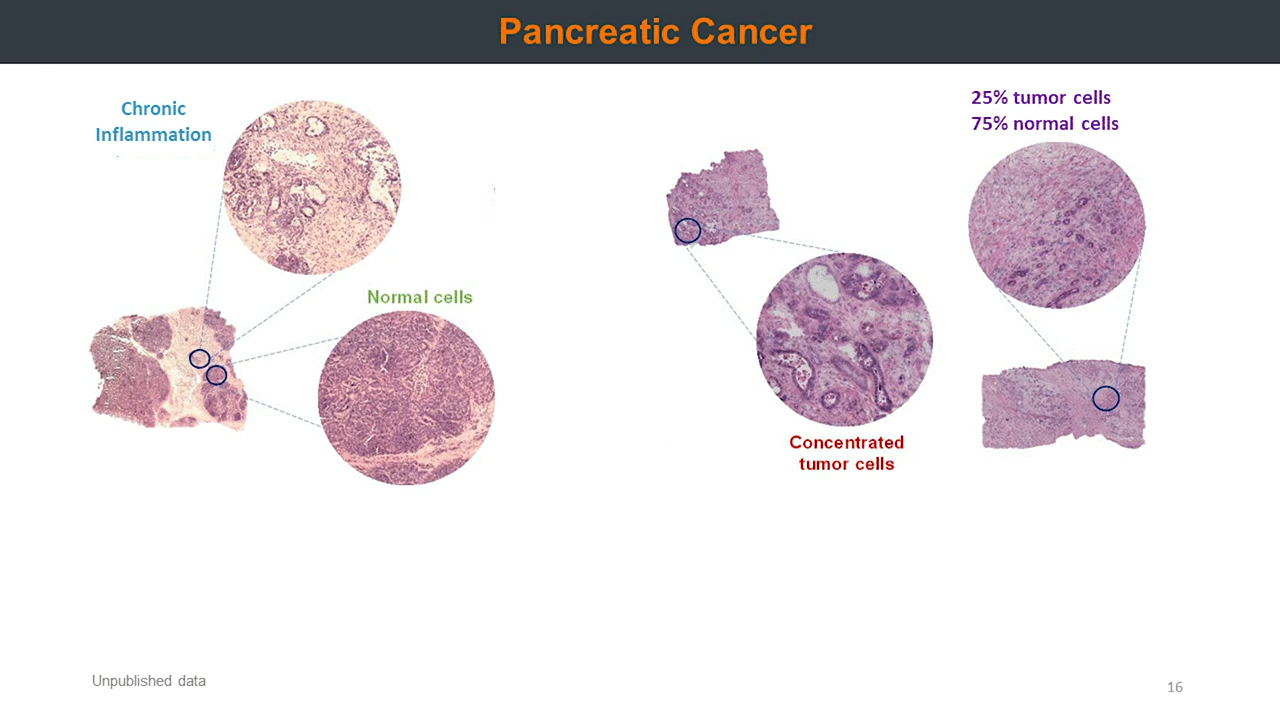 Pancreatic Cancer
Chronic
Inflammation
Normal cells
25% tumor cells
75% normal cells
Concentrated
tumor cells
Unpublished data
16